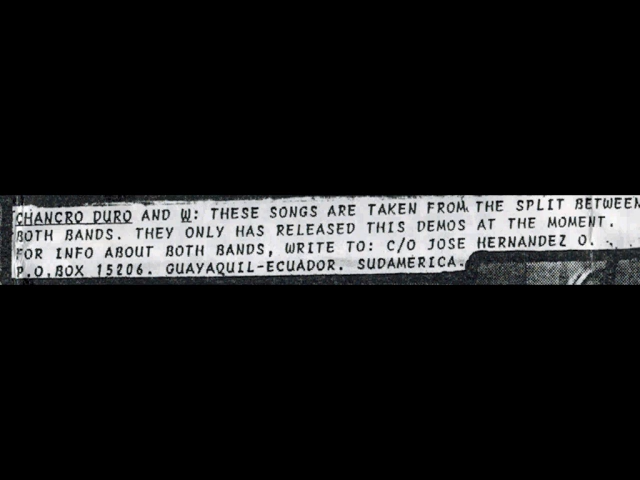 CHANCRO DURO AND W: THESE SONGS ARE TAKEN FROM THE SPLIT BETWEEN
BOTH BANDS. THEY ONLY HAS RELEASED THIS DEMOS AT THE MOMENT.
FOR INFO ABOUT BOTH BANDS, WRITE TO: C/O JOSE HERNANDEZ O.
P.O.BOX 15206. GUAYAQUIL-ECUADOR. SUDAMERICA.